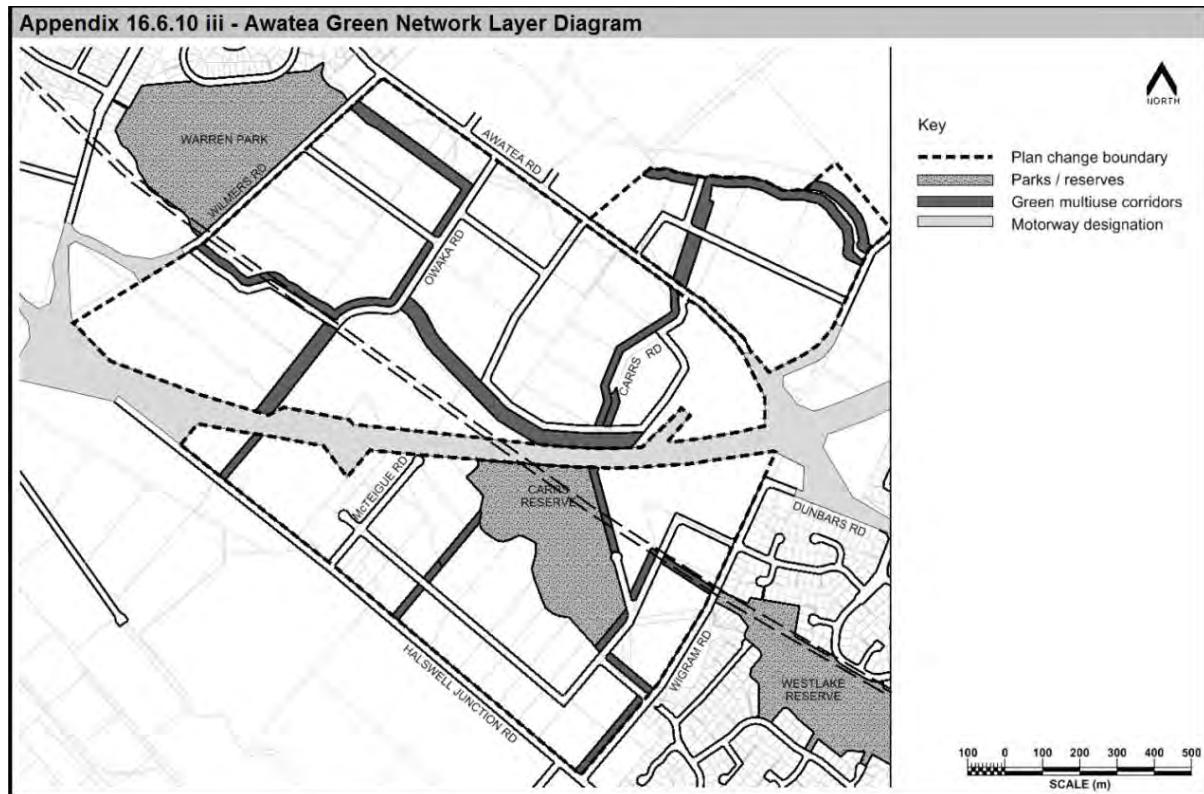 Appendix 16.6.10 iii - Awatea Green Network Layer Diagram
NORTH
Key
Plan change boundary
Parks / reserves
Green multiuse corridors
Motorway designation
WARREN PARK
AWATEA RD
WILMERS RD
OWAKA RD
CARRS RD
McTEIGUE RD
CARRS
RESERVE
DUNBARS RD
HALSWELL JUNCTION RD
WIGRAM RD
WESTLAKE
RESERVE
100 0 100 200 300 400 500
SCALE (m)